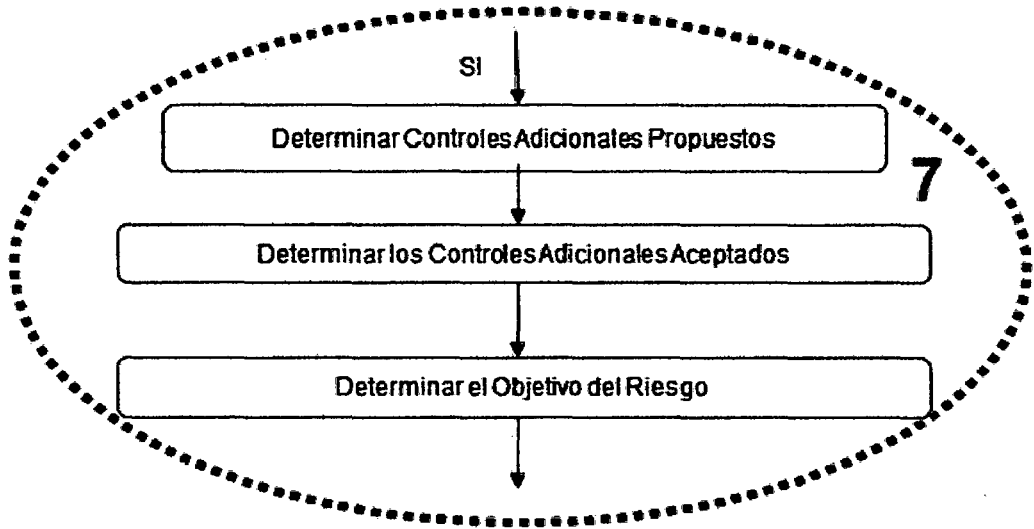 SI
Determinar Controles Adicionales Propuestos
7
Determinar los Controles Adicionales Aceptados
Determinar el Objetivo del Riesgo